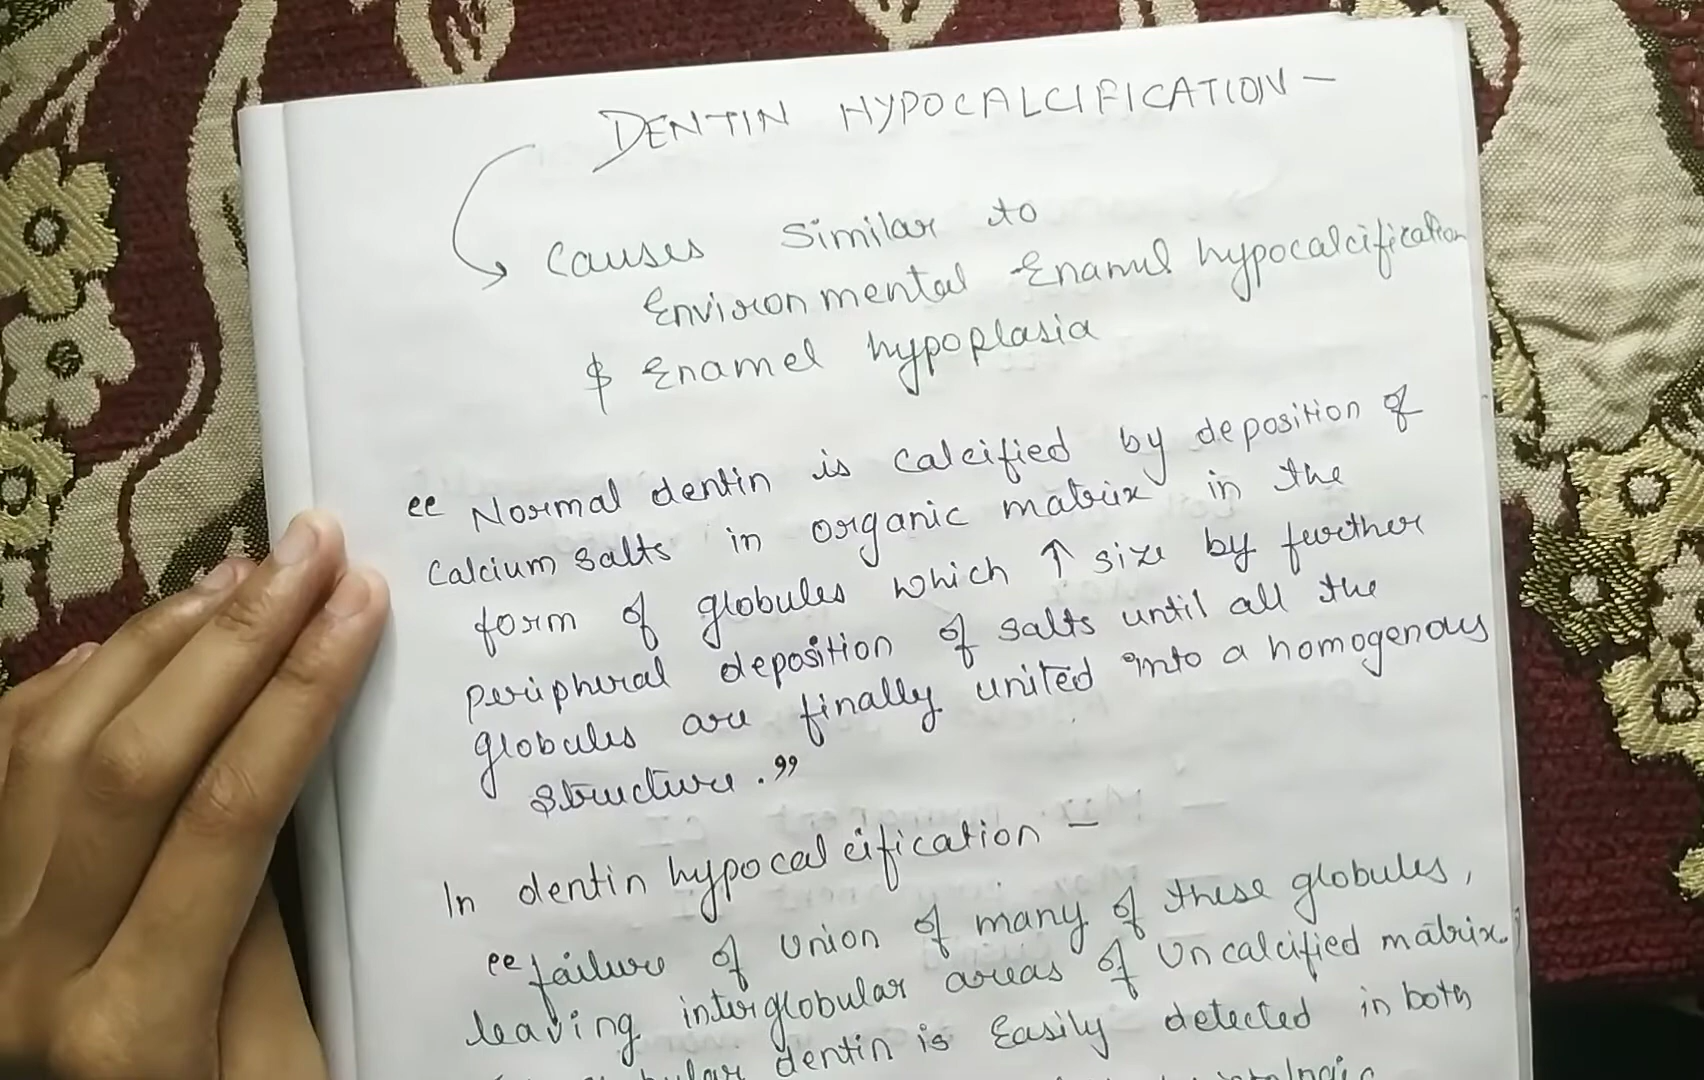 DENTIN HYPOCALCIFICATION -
Causes Similar to
Environmental Enamel hypocalcification
& Enamel hypoplasia
"Normal dentin is calcified by deposition of
Calcium salts in organic matrix in the
form of globules which ↑ size by further
peripheral deposition of salts until all the
globules are finally united into a homogenous
structure."
In dentin hypocalcification -
"failure of union of many of these globules,
leaving interglobular areas of Uncalcified matrix."
dentin is Easily detected in both